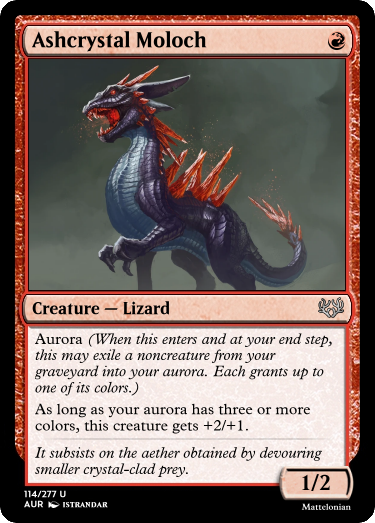 Ashcrystal Moloch
Creature — Lizard
Aurora (When this enters and at your end step,
this may exile a noncreature from your
graveyard into your aurora. Each grants up to
one of its colors.)
As long as your aurora has three or more
colors, this creature gets +2/+1.
It subsists on the aether obtained by devouring
smaller crystal-clad prey.
1/2
114/277 U
AUR ISTRANDAR
Mattelonian